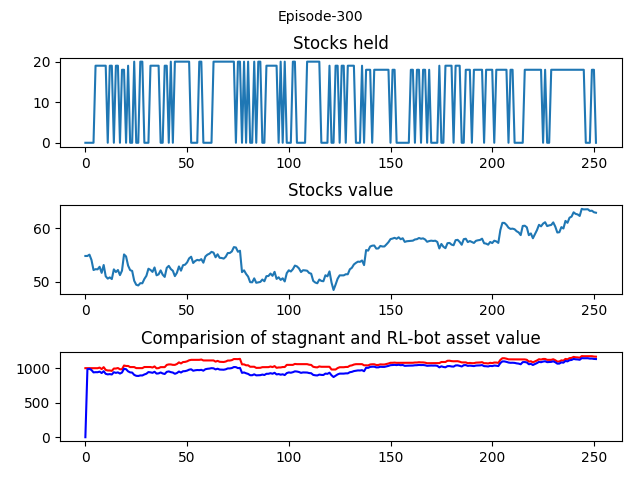 Episode-300
Stocks held
20
10
0
0 50 100 150 200 250
Stocks value
60
50
0 50 100 150 200 250
Comparision of stagnant and RL-bot asset value
1000
500
0
0 50 100 150 200 250